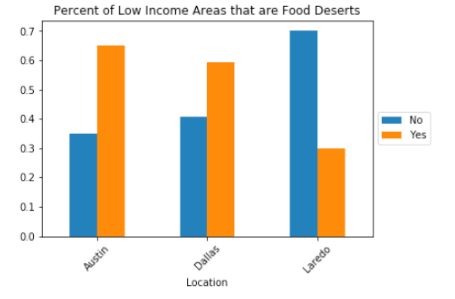 Percent of Low Income Areas that are Food Deserts
0.7
0.6
0.5
0.4
0.3
0.2
0.1
0.0
No
Yes
Austin
Dallas
Laredo
Location